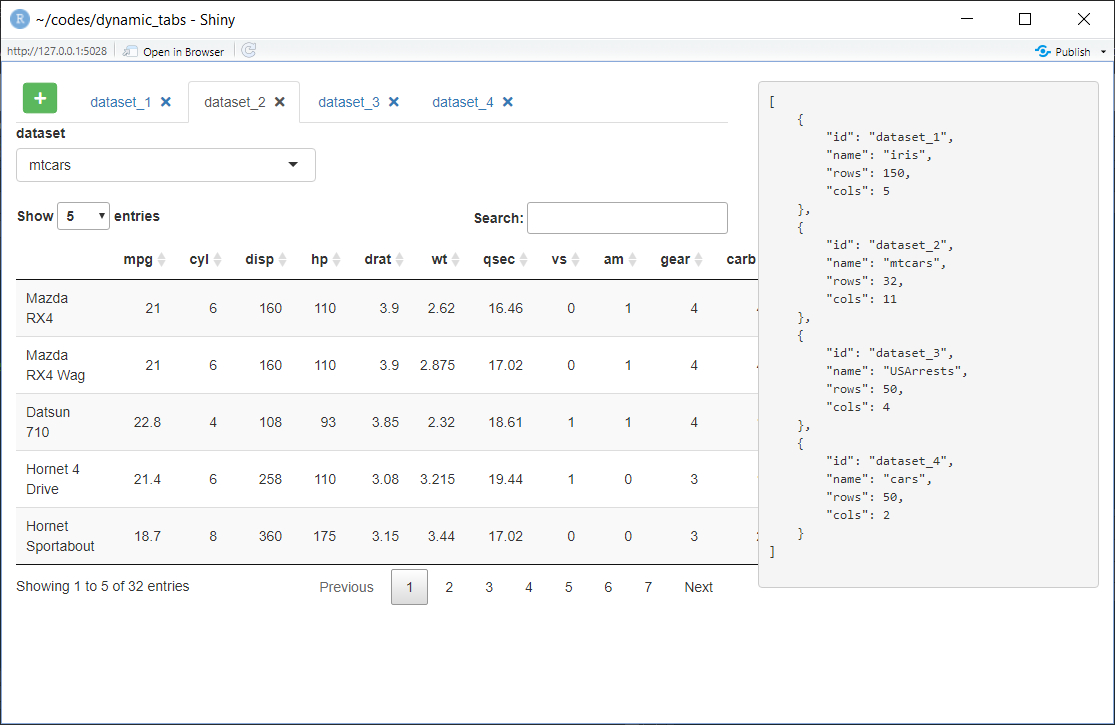 R ~/codes/dynamic_tabs - Shiny
http://127.0.0.1:5028 Open in Browser Publish
+ dataset_1 × dataset_2 × dataset_3 × dataset_4 ×
dataset
mtcars
Show 5 entries Search:
mpg cyl disp hp drat wt qsec vs am gear carb
Mazda RX4 21 6 160 110 3.9 2.62 16.46 0 1 4
Mazda RX4 Wag 21 6 160 110 3.9 2.875 17.02 0 1 4
Datsun 710 22.8 4 108 93 3.85 2.32 18.61 1 1 4
Hornet 4 Drive 21.4 6 258 110 3.08 3.215 19.44 1 0 3
Hornet Sportabout 18.7 8 360 175 3.15 3.44 17.02 0 0 3
Showing 1 to 5 of 32 entries Previous 1 2 3 4 5 6 7 Next
[
{
"id": "dataset_1",
"name": "iris",
"rows": 150,
"cols": 5
},
{
"id": "dataset_2",
"name": "mtcars",
"rows": 32,
"cols": 11
},
{
"id": "dataset_3",
"name": "USArrests",
"rows": 50,
"cols": 4
},
{
"id": "dataset_4",
"name": "cars",
"rows": 50,
"cols": 2
}
]